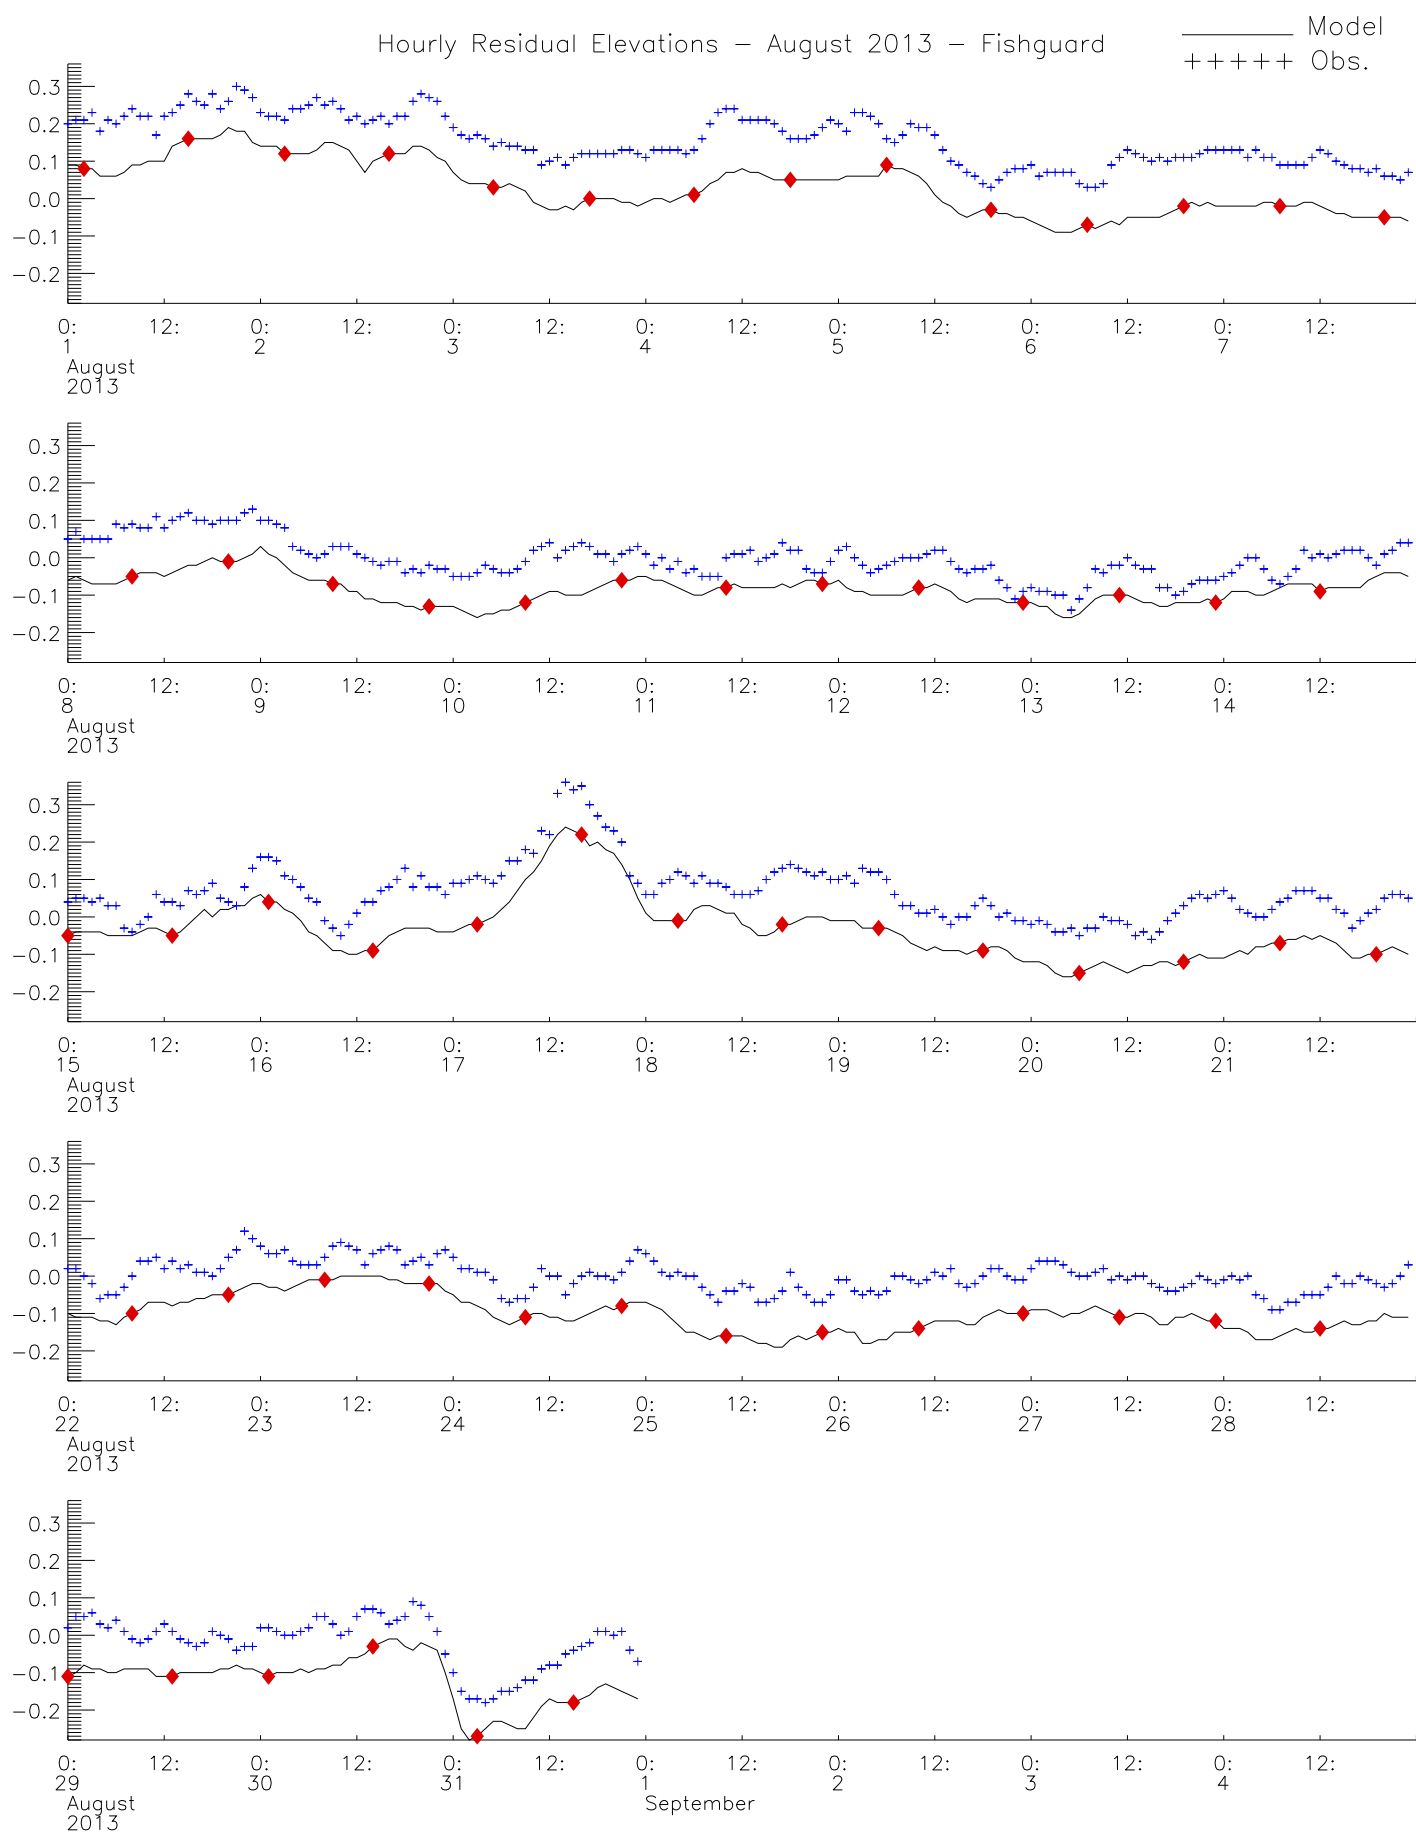 Hourly Residual Elevations – August 2013 – Fishguard
Model
+++++ Obs.
0.3
0.2
0.1
0.0
−0.1
−0.2
0: 12: 0: 12: 0: 12: 0: 12: 0: 12: 0: 12: 0: 12:
1 2 3 4 5 6 7
August
2013
0.3
0.2
0.1
0.0
−0.1
−0.2
0: 12: 0: 12: 0: 12: 0: 12: 0: 12: 0: 12: 0: 12:
8 9 10 11 12 13 14
August
2013
0.3
0.2
0.1
0.0
−0.1
−0.2
0: 12: 0: 12: 0: 12: 0: 12: 0: 12: 0: 12: 0: 12:
15 16 17 18 19 20 21
August
2013
0.3
0.2
0.1
0.0
−0.1
−0.2
0: 12: 0: 12: 0: 12: 0: 12: 0: 12: 0: 12: 0: 12:
22 23 24 25 26 27 28
August
2013
0.3
0.2
0.1
0.0
−0.1
−0.2
0: 12: 0: 12: 0: 12: 0: 12: 0: 12: 0: 12: 0: 12:
29 30 31 1 2 3 4
August September
2013